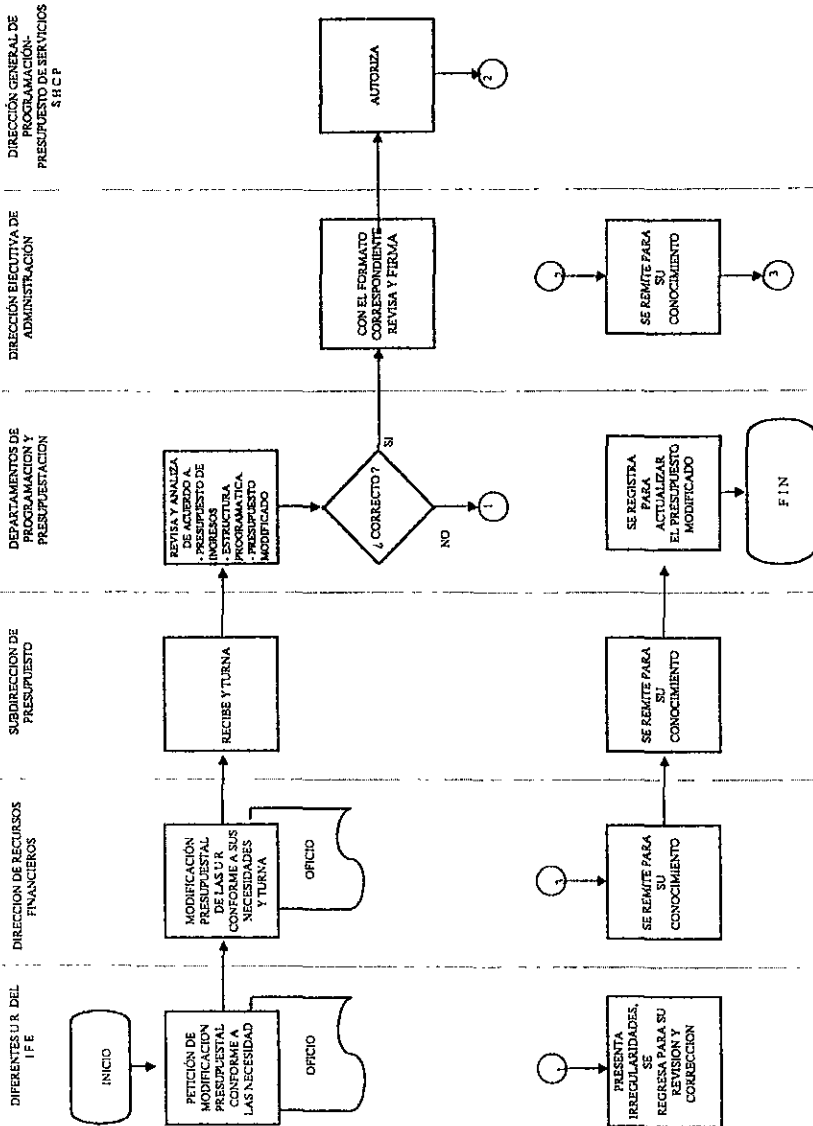 DIFERENTES U R DEL
I F E
DIRECCION DE RECURSOS
FINANCIEROS
SUBDIRECCION DE
PRESUPUESTO
DEPARTAMENTOS DE
PROGRAMACION Y
PRESUPUESTACION
DIRECCIÓN EJECUTIVA DE
ADMINISTRACIÓN
DIRECCIÓN GENERAL DE
PROGRAMACIÓN-
PRESUPUESTO DE SERVICIOS
S H C P
INICIO
PETICIÓN DE
MODIFICACION
PRESUPUESTAL
CONFORME A
LAS NECESIDAD
OFICIO
MODIFICACIÓN
PRESUPUESTAL
DE LAS U R
CONFORME A SUS
NECESIDADES
Y TURNA
OFICIO
RECIBE Y TURNA
REVISA Y ANALIZA
DE ACUERDO A.
- PRESUPUESTO DE
INGRESOS
- ESTRUCTURA
PROGRAMATICA.
- PRESUPUESTO
MODIFICADO
¿ CORRECTO ?
SI
NO
1
CON EL FORMATO
CORRESPONDIENTE
REVISA Y FIRMA
AUTORIZA
2
PRESENTA
IRREGULARIDADES,
SE
REGRESA PARA SU
REVISION Y
CORRECCION
SE REMITE PARA
SU
CONOCIMIENTO
SE REMITE PARA
SU
CONOCIMIENTO
SE REGISTRA
PARA
ACTUALIZAR
EL PRESUPUESTO
MODIFICADO
F I N
SE REMITE PARA
SU
CONOCIMIENTO
3